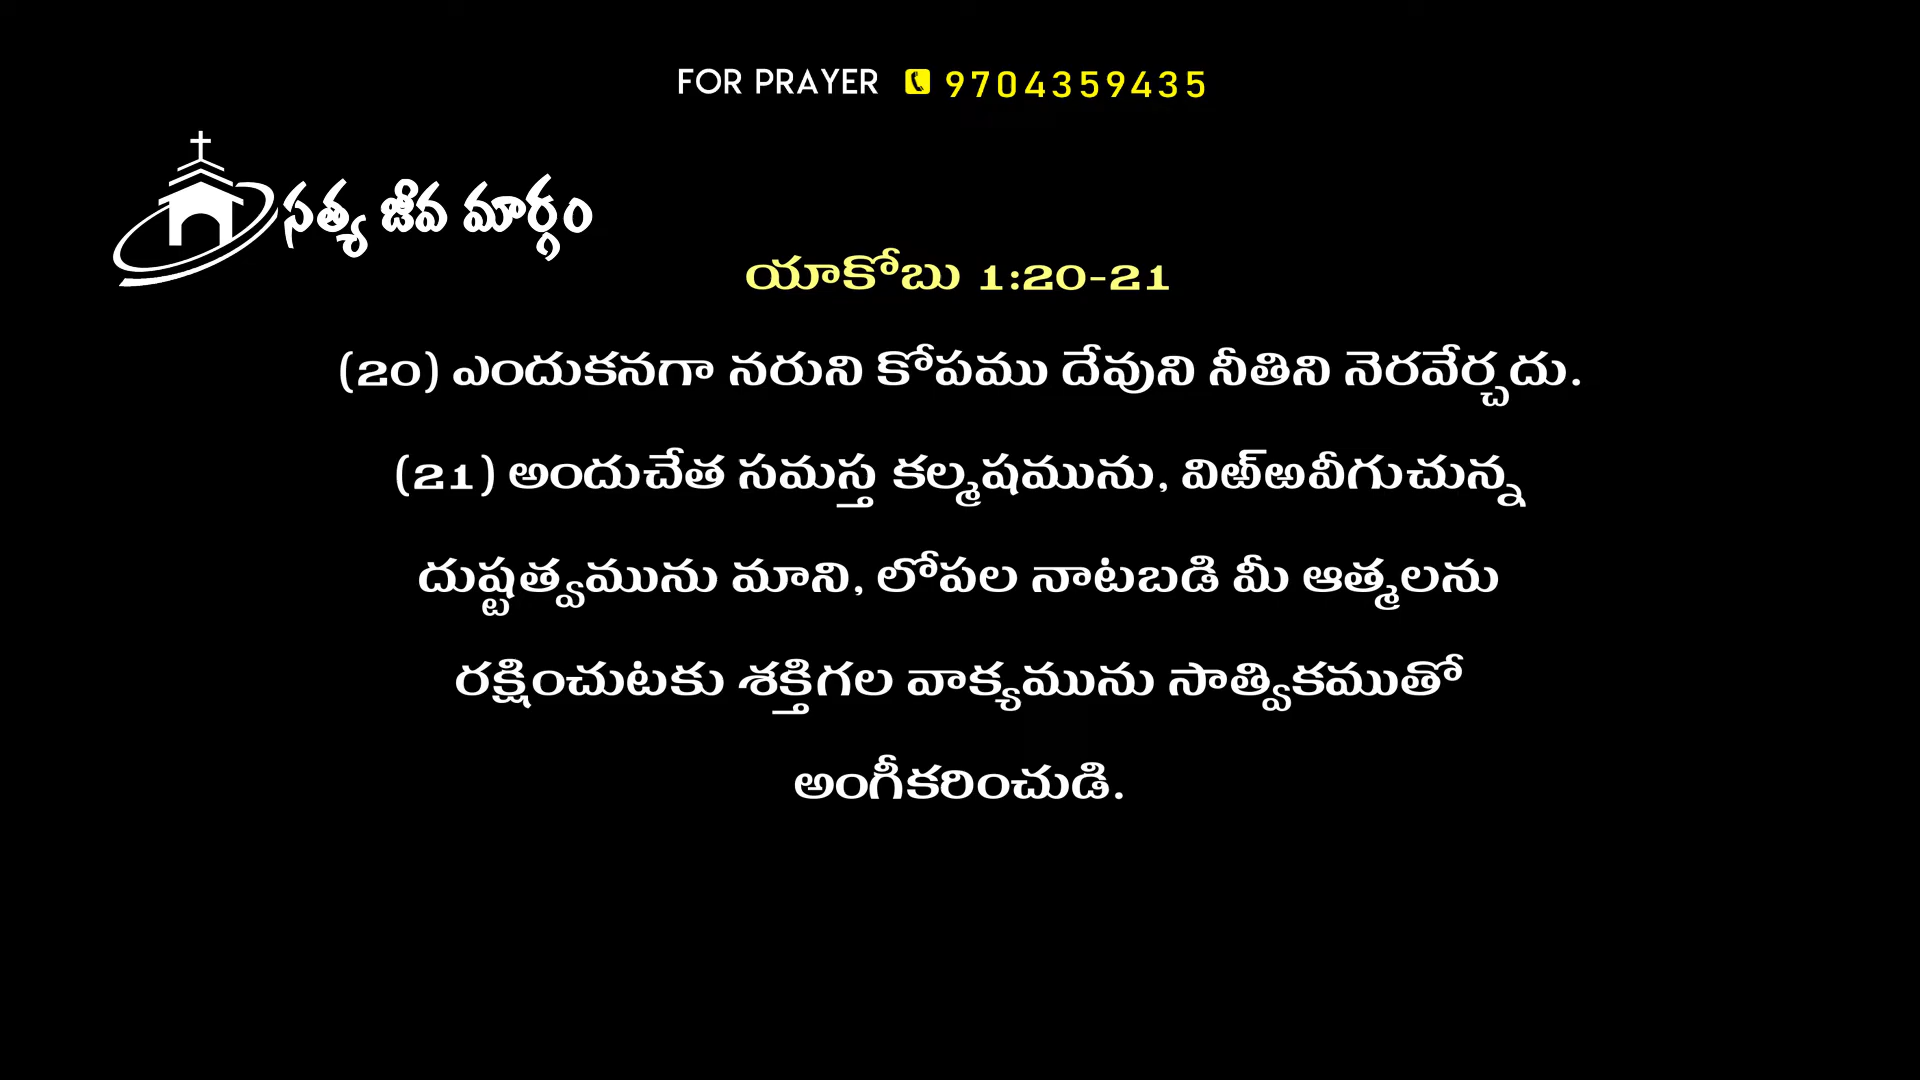 FOR PRAYER 9704359435
సత్య జీవ మార్గం
యాకోబు 1:20-21
(20) ఎందుకనగా నరుని కోపము దేవుని నీతిని నెరవేర్చదు.
(21) అందుచేత సమస్త కల్మషమును, విఱ్ఱవీగుచున్న
దుష్టత్వమును మాని, లోపల నాటబడి మీ ఆత్మలను
రక్షించుటకు శక్తిగల వాక్యమును సాత్వికముతో
అంగీకరించుడి.